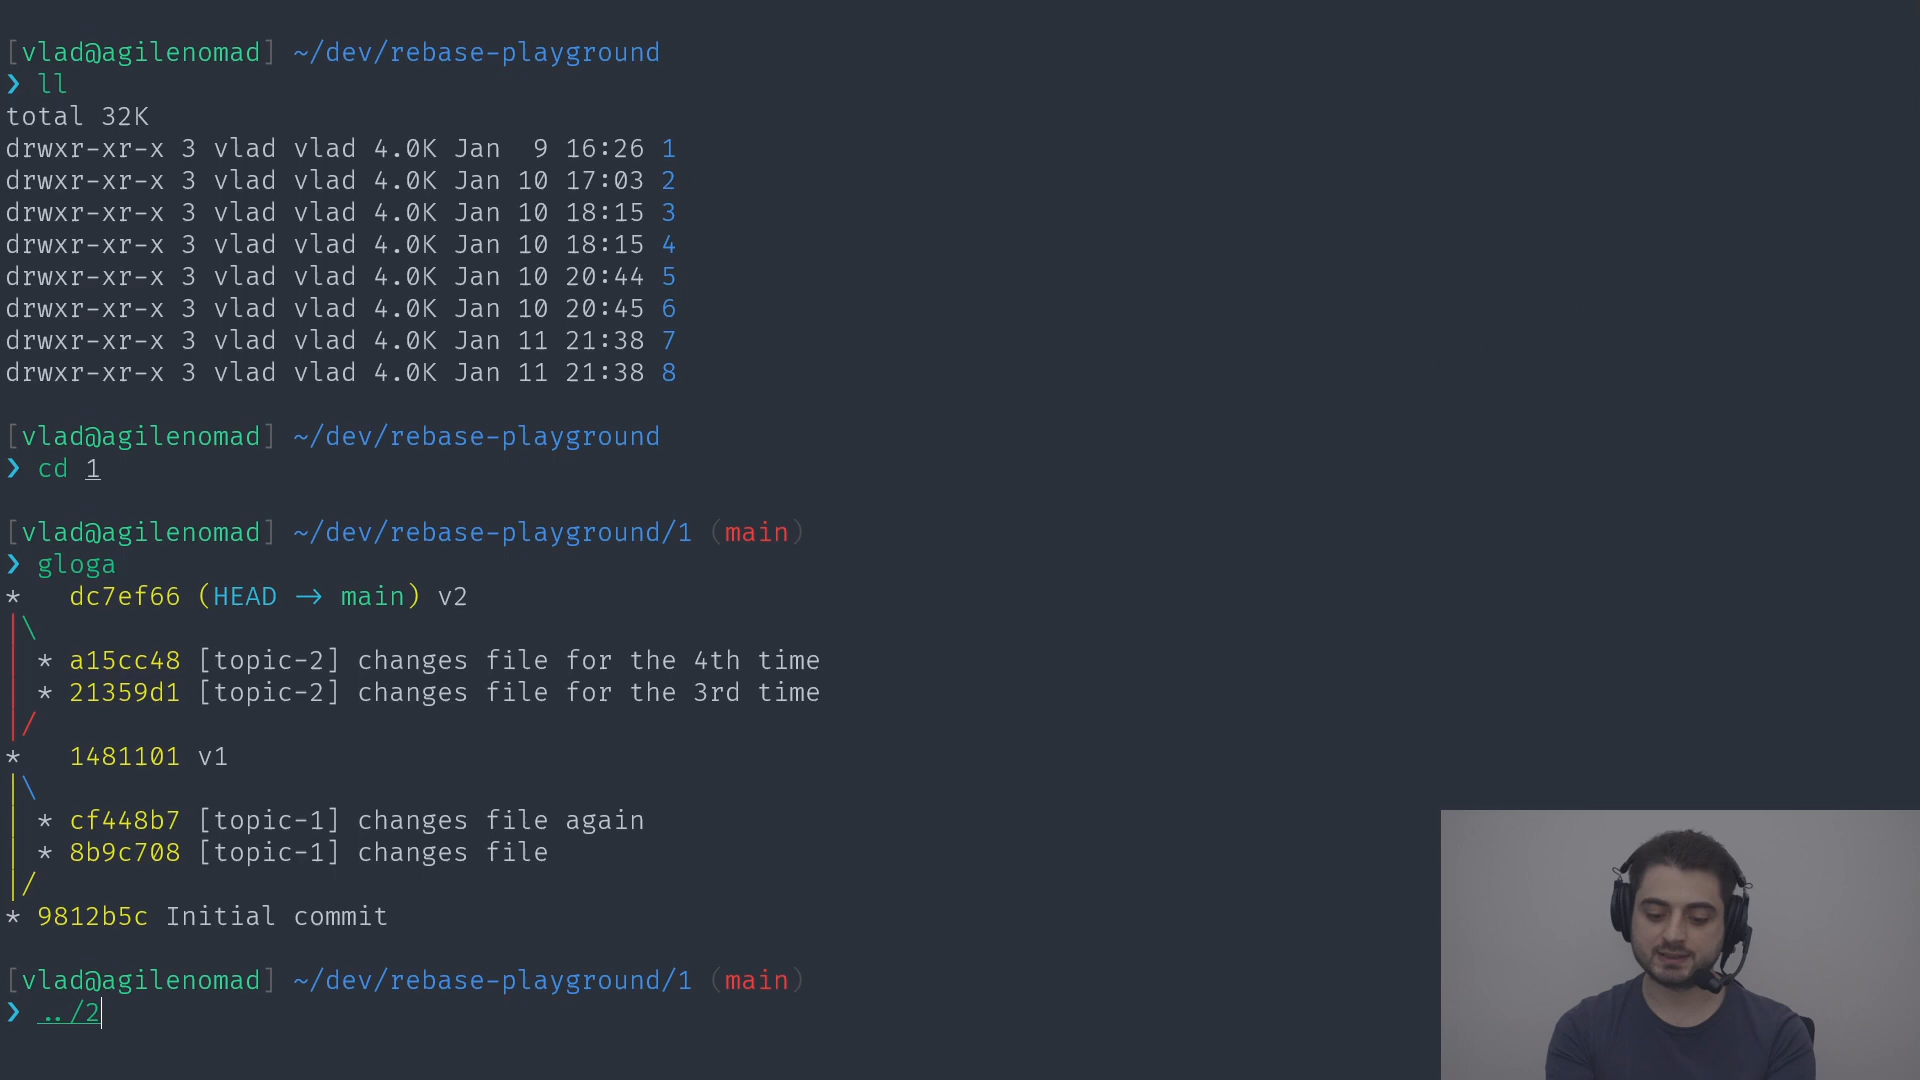 [vlad@agilenomad] ~/dev/rebase-playground
❯ ll
total 32K
drwxr-xr-x 3 vlad vlad 4.0K Jan  9 16:26 1
drwxr-xr-x 3 vlad vlad 4.0K Jan 10 17:03 2
drwxr-xr-x 3 vlad vlad 4.0K Jan 10 18:15 3
drwxr-xr-x 3 vlad vlad 4.0K Jan 10 18:15 4
drwxr-xr-x 3 vlad vlad 4.0K Jan 10 20:44 5
drwxr-xr-x 3 vlad vlad 4.0K Jan 10 20:45 6
drwxr-xr-x 3 vlad vlad 4.0K Jan 11 21:38 7
drwxr-xr-x 3 vlad vlad 4.0K Jan 11 21:38 8
[vlad@agilenomad] ~/dev/rebase-playground
❯ cd 1
[vlad@agilenomad] ~/dev/rebase-playground/1 (main)
❯ gloga
*   dc7ef66 (HEAD -> main) v2
|\
| * a15cc48 [topic-2] changes file for the 4th time
| * 21359d1 [topic-2] changes file for the 3rd time
|/
*   1481101 v1
|\
| * cf448b7 [topic-1] changes file again
| * 8b9c708 [topic-1] changes file
|/
* 9812b5c Initial commit
[vlad@agilenomad] ~/dev/rebase-playground/1 (main)
❯ ../2